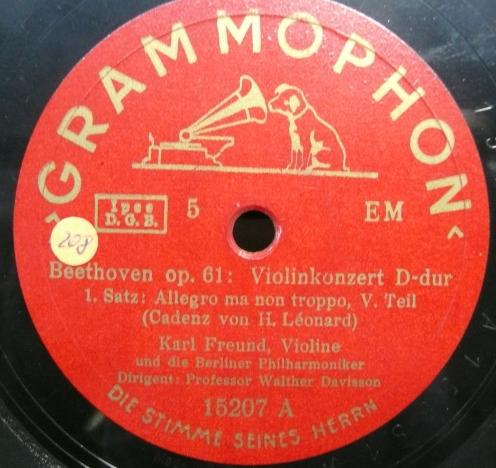 ›GRAMMOPHON‹
D.G.B.
5
EM
208
Beethoven op. 61: Violinkonzert D-dur
1. Satz: Allegro ma non troppo, V. Teil
(Cadenz von H. Léonard)
Karl Freund, Violine
und die Berliner Philharmoniker
Dirigent: Professor Walther Davisson
15207 A
DIE STIMME SEINES HERRN